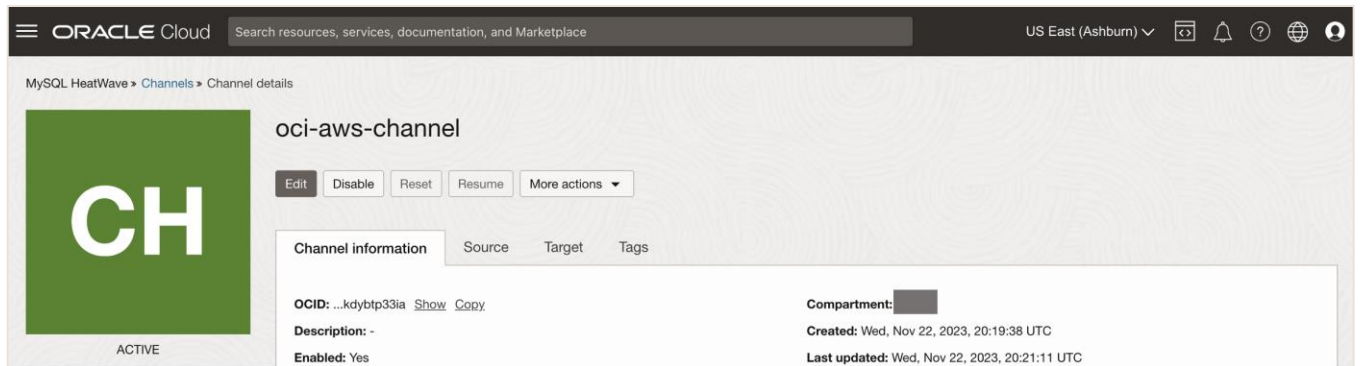 ORACLE Cloud
Search resources, services, documentation, and Marketplace
US East (Ashburn)
MySQL HeatWave » Channels » Channel details
CH
ACTIVE
oci-aws-channel
Edit
Disable
Reset
Resume
More actions
Channel information
Source
Target
Tags
OCID: ...kdybtp33ia Show Copy
Description: -
Enabled: Yes
Compartment:
Created: Wed, Nov 22, 2023, 20:19:38 UTC
Last updated: Wed, Nov 22, 2023, 20:21:11 UTC